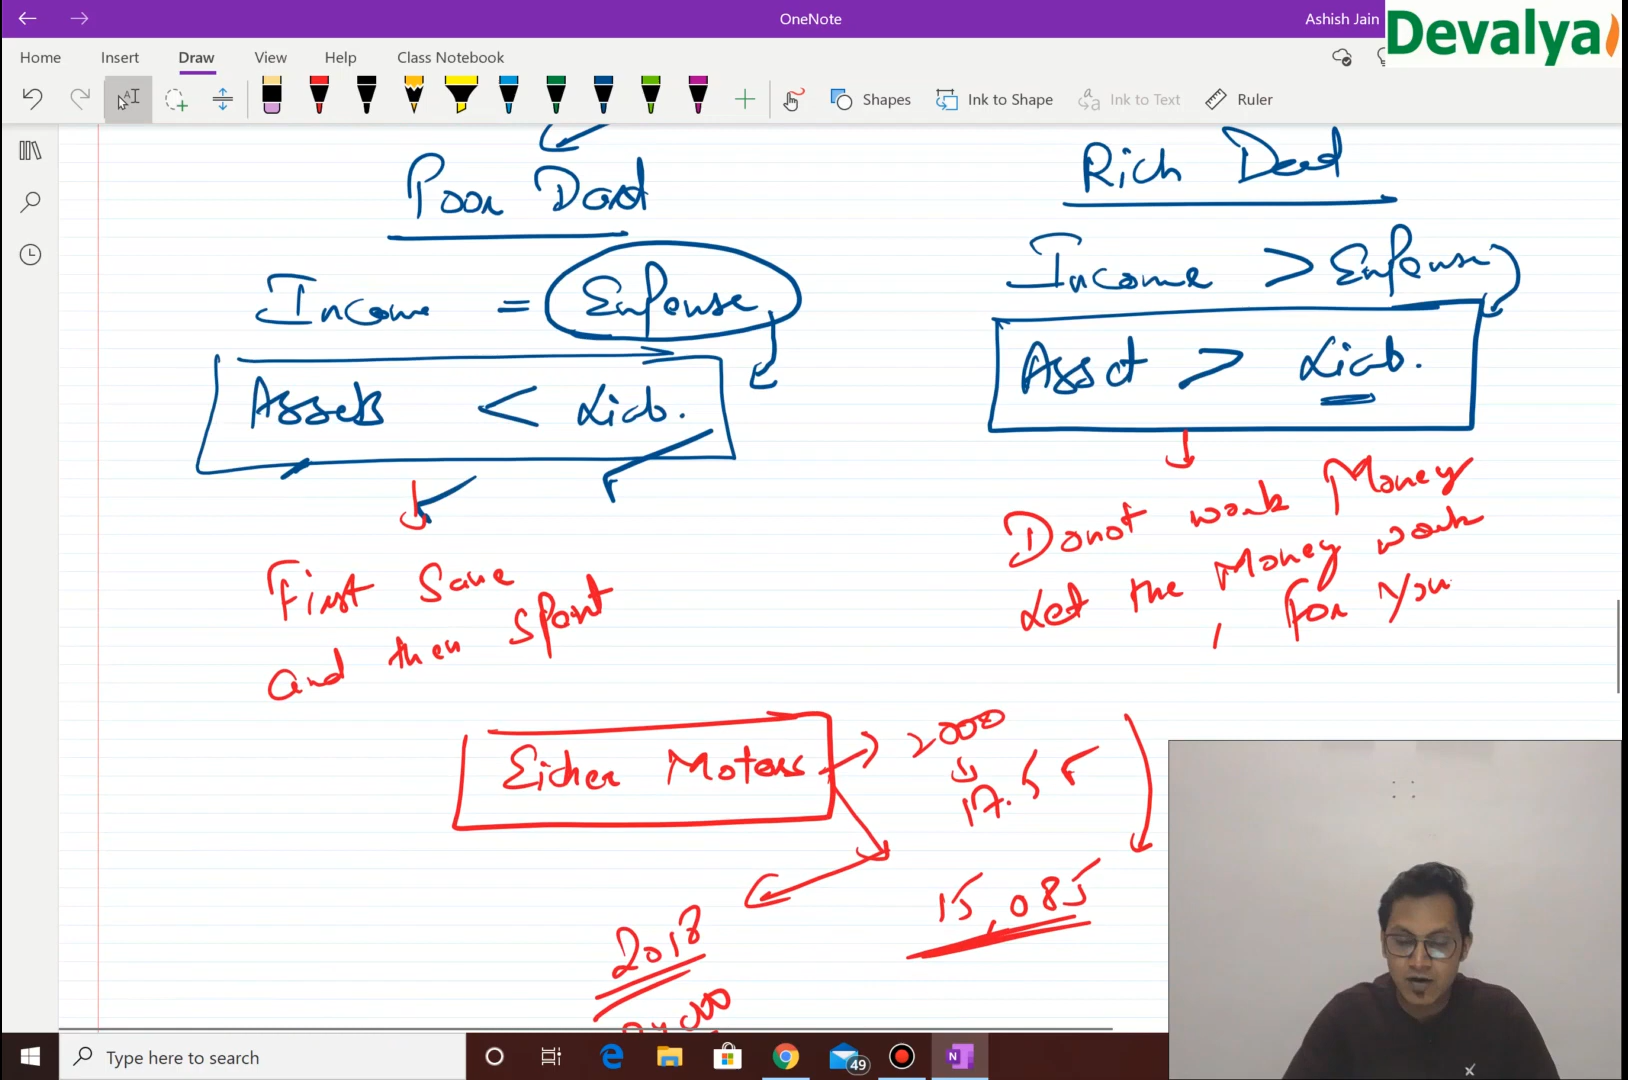 OneNote
Ashish Jain
Devalya
Home
Insert
Draw
View
Help
Class Notebook
Shapes
Ink to Shape
Ink to Text
Ruler
Poor Dad
Income = Expense
Assets < Liab.
First Save
and then spent
Rich Dad
Income > Expense
Asset > Liab.
Donot work Money
Let the Money work
for you
Eicher Motors
2000
17.55
15,085
2018
Type here to search
49